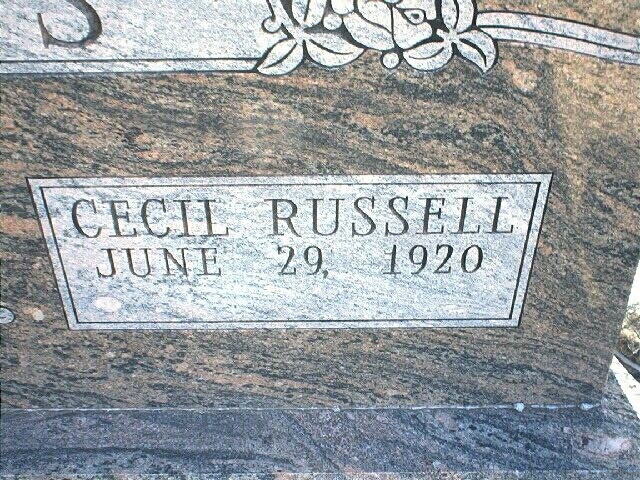 S
CECIL RUSSELL
JUNE 29, 1920